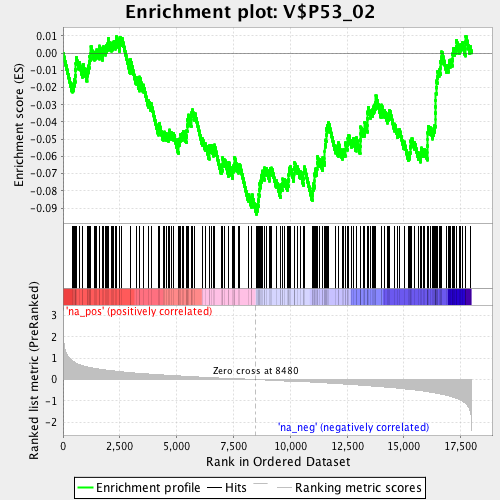 Enrichment plot: V$P53_02
Enrichment score (ES)
0.01
0.00
-0.01
-0.02
-0.03
-0.04
-0.05
-0.06
-0.07
-0.08
-0.09
'na_pos' (positively correlated)
Ranked list metric (PreRanked)
3
2
1
0
-1
-2
Zero cross at 8480
'na_neg' (negatively correlated)
0
2,500
5,000
7,500
10,000
12,500
15,000
17,500
Rank in Ordered Dataset
Enrichment profile
Hits
Ranking metric scores